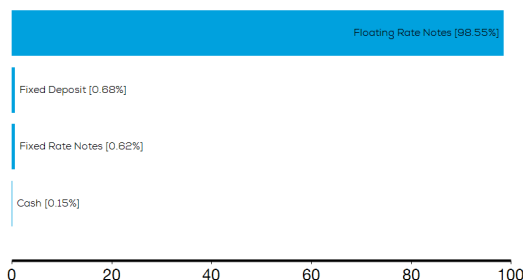 Floating Rate Notes [98.55%]
Fixed Deposit [0.68%]
Fixed Rate Notes [0.62%]
Cash [0.15%]
0 20 40 60 80 100